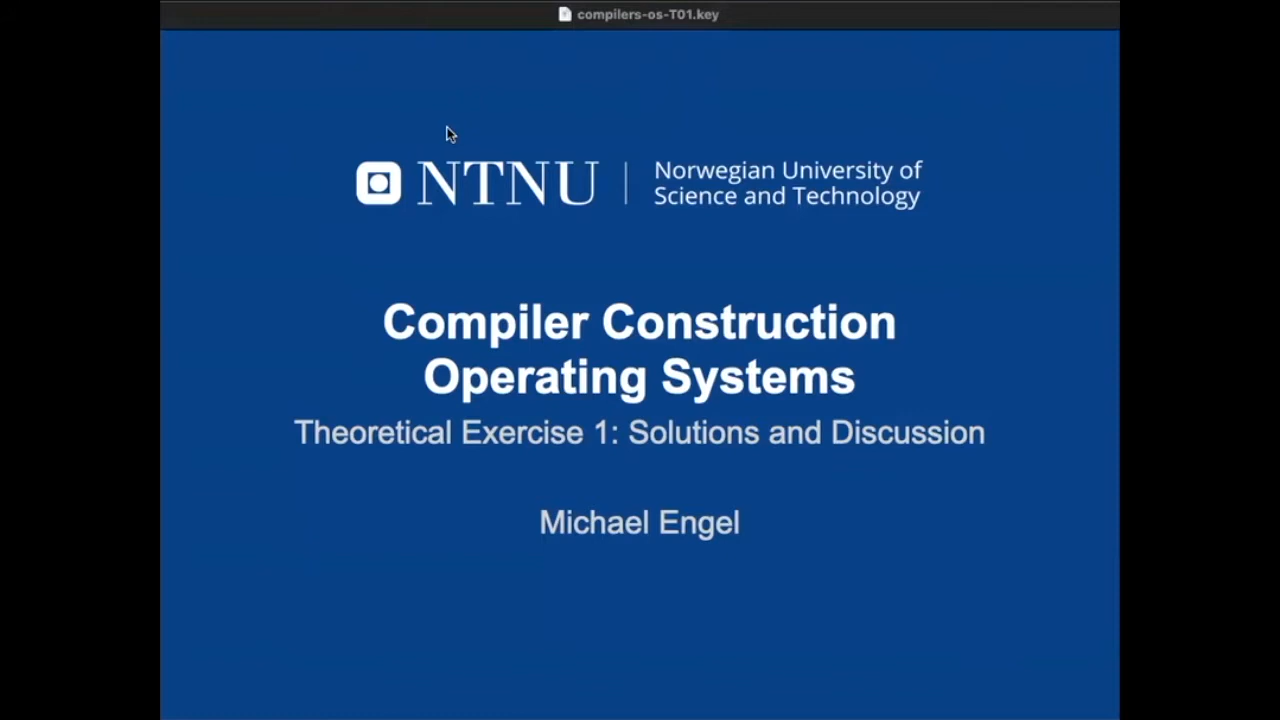 compilers-os-T01.key
NTNU
Norwegian University of
Science and Technology
Compiler Construction
Operating Systems
Theoretical Exercise 1: Solutions and Discussion
Michael Engel